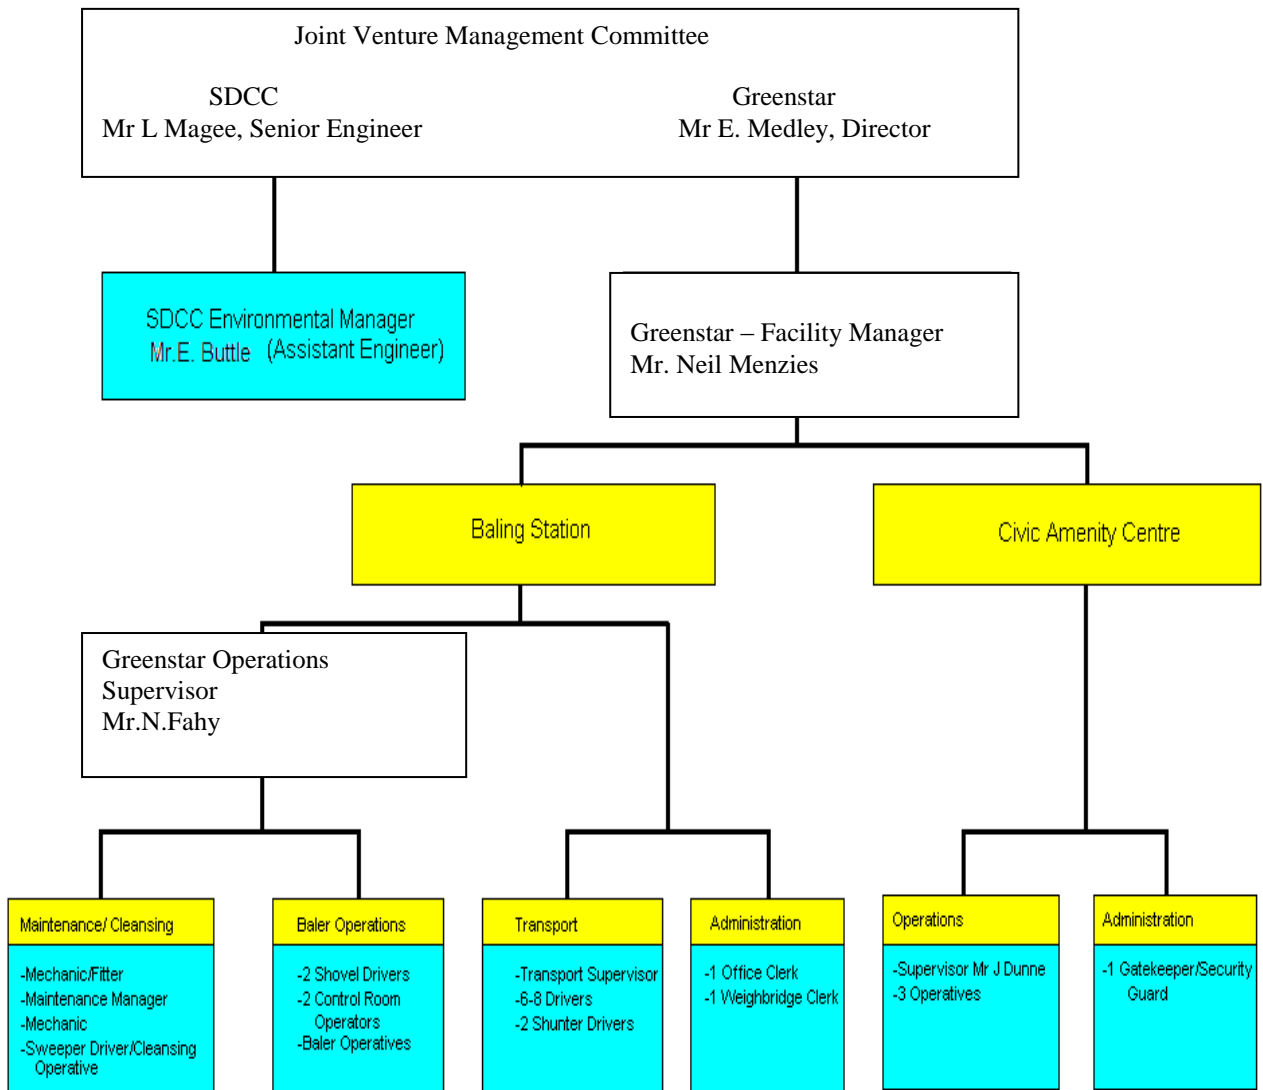 Joint Venture Management Committee
SDCC
Mr L Magee, Senior Engineer
Greenstar
Mr E. Medley, Director
SDCC Environmental Manager
Mr.E. Buttle (Assistant Engineer)
Greenstar – Facility Manager
Mr. Neil Menzies
Baling Station
Civic Amenity Centre
Greenstar Operations
Supervisor
Mr.N.Fahy
Maintenance/ Cleansing
-Mechanic/Fitter
-Maintenance Manager
-Mechanic
-Sweeper Driver/Cleansing
Operative
Baler Operations
-2 Shovel Drivers
-2 Control Room
Operators
-Baler Operatives
Transport
-Transport Supervisor
-6-8 Drivers
-2 Shunter Drivers
Administration
-1 Office Clerk
-1 Weighbridge Clerk
Operations
-Supervisor Mr J Dunne
-3 Operatives
Administration
-1 Gatekeeper/Security
Guard